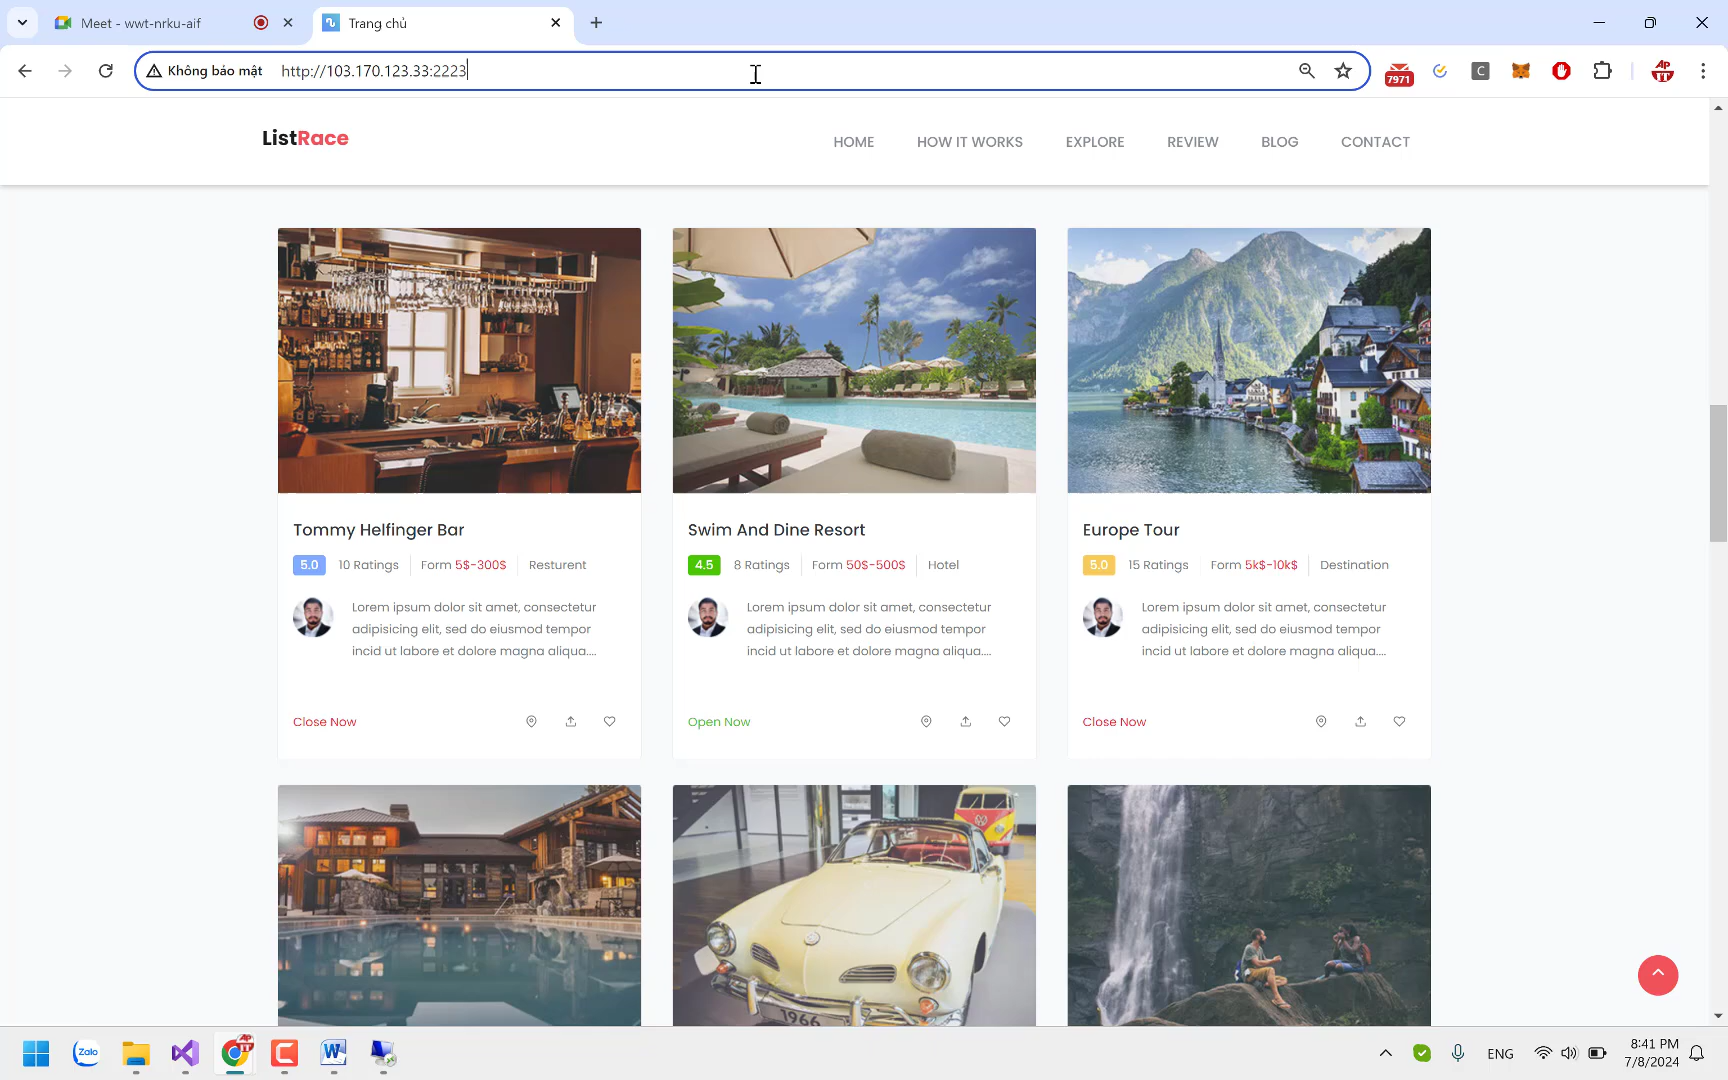 Meet - wwt-nrku-aif
Trang chủ
Không bảo mật
http://103.170.123.33:2223
7971
C
AP
TT
ListRace
HOME
HOW IT WORKS
EXPLORE
REVIEW
BLOG
CONTACT
Tommy Helfinger Bar
5.0 10 Ratings Form 5$-300$ Resturent
Lorem ipsum dolor sit amet, consectetur
adipisicing elit, sed do eiusmod tempor
incid ut labore et dolore magna aliqua....
Close Now
Swim And Dine Resort
4.5 8 Ratings Form 50$-500$ Hotel
Lorem ipsum dolor sit amet, consectetur
adipisicing elit, sed do eiusmod tempor
incid ut labore et dolore magna aliqua....
Open Now
Europe Tour
5.0 15 Ratings Form 5k$-10k$ Destination
Lorem ipsum dolor sit amet, consectetur
adipisicing elit, sed do eiusmod tempor
incid ut labore et dolore magna aliqua....
Close Now
1966
Zalo
AP
TT
C
W
ENG
8:41 PM
7/8/2024